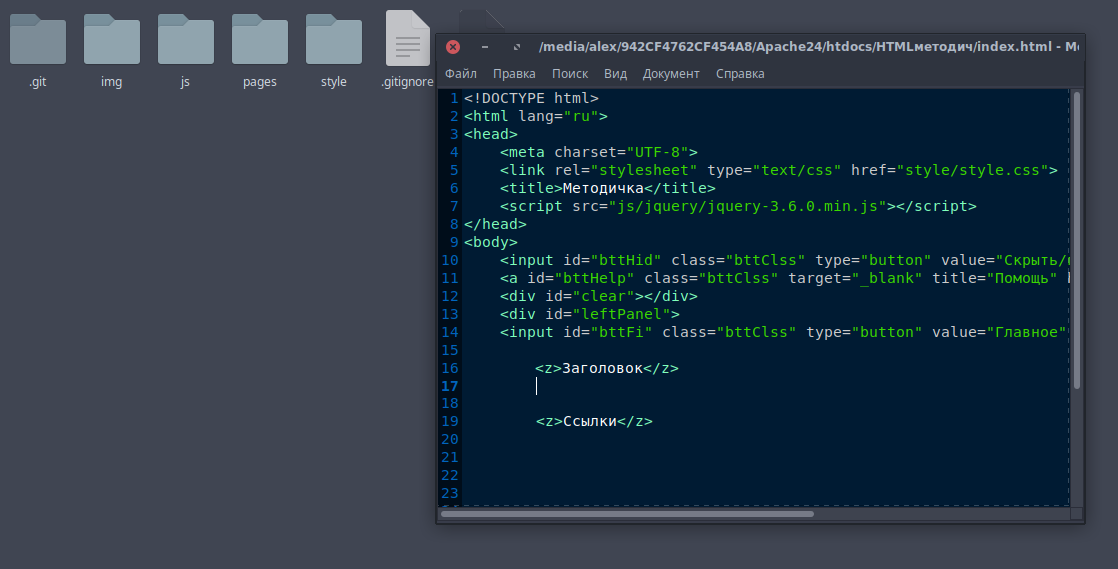 .git
img
js
pages
style
.gitignore
/media/alex/942CF4762CF454A8/Apache24/htdocs/HTMLметодич/index.html - Mo
Файл Правка Поиск Вид Документ Справка
1 <!DOCTYPE html>
2 <html lang="ru">
3 <head>
4 <meta charset="UTF-8">
5 <link rel="stylesheet" type="text/css" href="style/style.css">
6 <title>Методичка</title>
7 <script src="js/jquery/jquery-3.6.0.min.js"></script>
8 </head>
9 <body>
10 <input id="bttHid" class="bttClss" type="button" value="Скрыть/
11 <a id="bttHelp" class="bttClss" target="_blank" title="Помощь"
12 <div id="clear"></div>
13 <div id="leftPanel">
14 <input id="bttFi" class="bttClss" type="button" value="Главное"
15
16 <z>Заголовок</z>
17
18
19 <z>Ссылки</z>
20
21
22
23